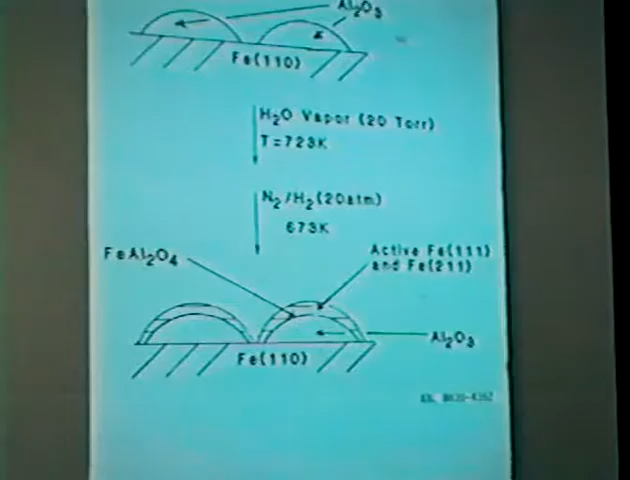 Al₂O₃
Fe(110)
H₂O Vapor (20 Torr)
T=723K
N₂/H₂(20atm)
673K
FeAl₂O₄
Active Fe(111)
and Fe(211)
Al₂O₃
Fe(110)